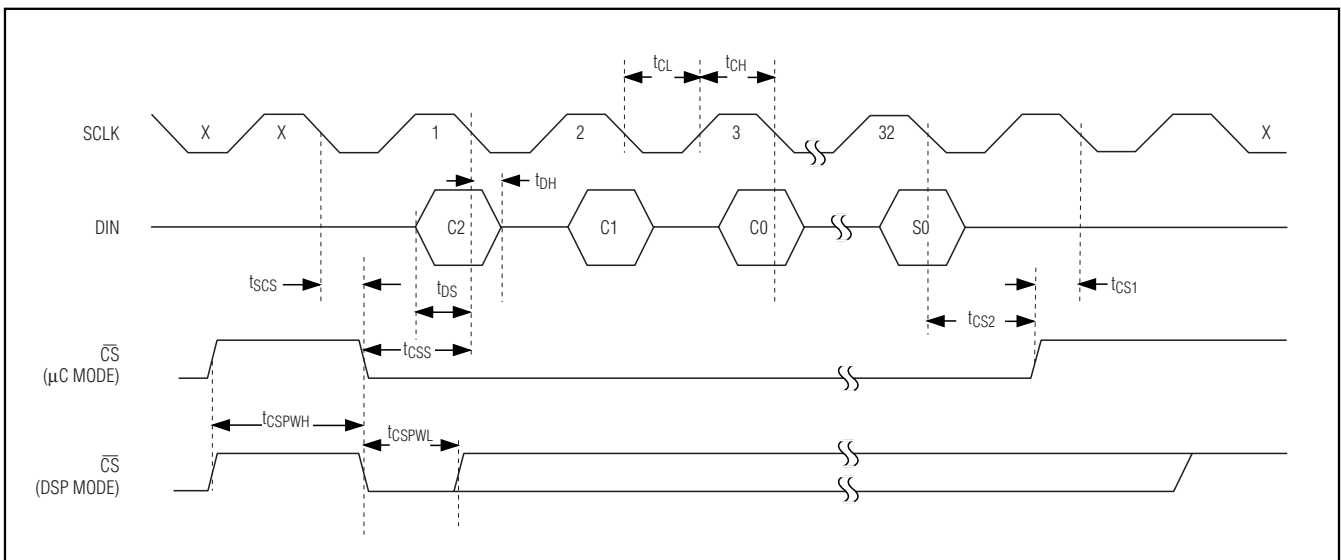 tCL tCH
SCLK X X 1 2 3 32 X
tDH
DIN C2 C1 C0 S0
tSCS tDS tCS1
tCS2
CS tCSS
(μC MODE)
tCSPWH tCSPWL
CS
(DSP MODE)